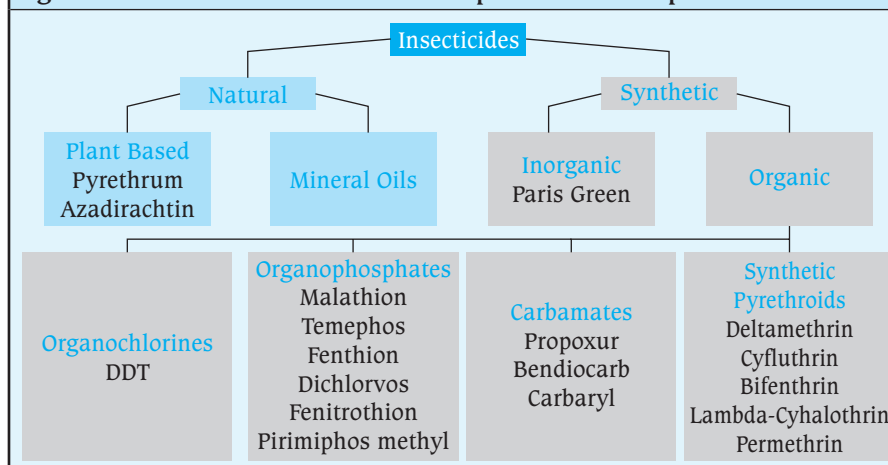 Insecticides
Natural
Synthetic
Plant Based
Pyrethrum
Azadirachtin
Mineral Oils
Inorganic
Paris Green
Organic
Organochlorines
DDT
Organophosphates
Malathion
Temephos
Fenthion
Dichlorvos
Fenitrothion
Pirimiphos methyl
Carbamates
Propoxur
Bendiocarb
Carbaryl
Synthetic
Pyrethroids
Deltamethrin
Cyfluthrin
Bifenthrin
Lambda-Cyhalothrin
Permethrin